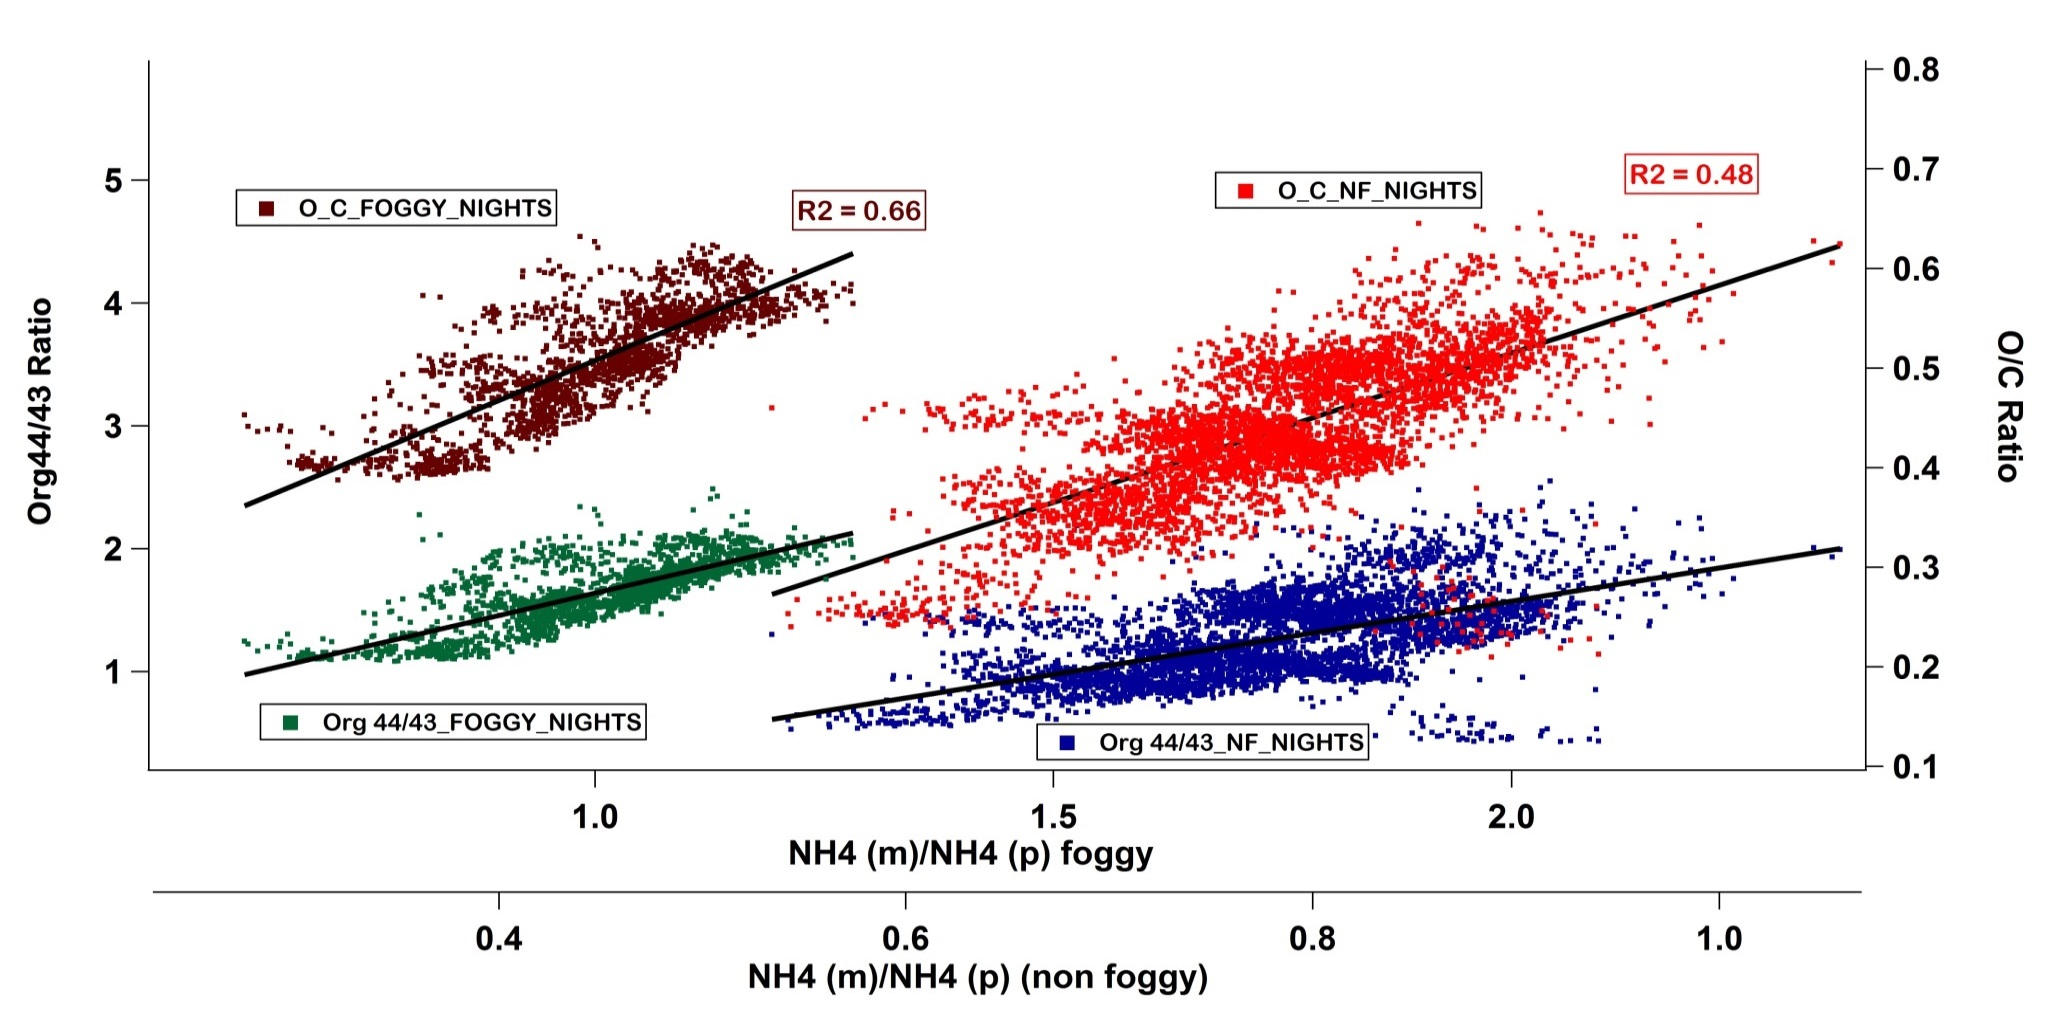 Org44/43 Ratio
5
4
3
2
1
O_C_FOGGY_NIGHTS
R2 = 0.66
O_C_NF_NIGHTS
R2 = 0.48
Org 44/43_FOGGY_NIGHTS
Org 44/43_NF_NIGHTS
0.8
0.7
0.6
0.5
0.4
0.3
0.2
0.1
O/C Ratio
1.0 1.5 2.0
NH4 (m)/NH4 (p) foggy
0.4 0.6 0.8 1.0
NH4 (m)/NH4 (p) (non foggy)